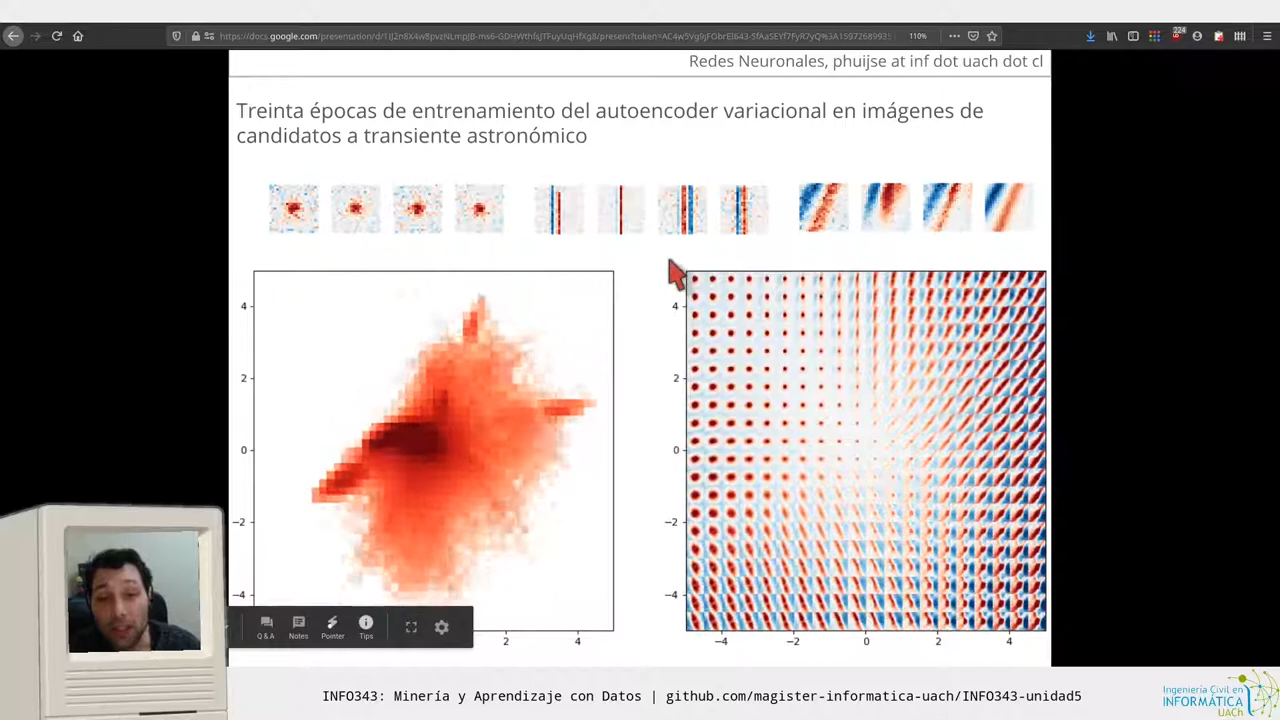 110%
224
Redes Neuronales, phuijse at inf dot uach dot cl
Treinta épocas de entrenamiento del autoencoder variacional en imágenes de
candidatos a transiente astronómico
4
2
0
−2
−4
2
4
4
2
0
−2
−4
−4
−2
0
2
4
Q & A
Notes
Pointer
Tips
INFO343: Minería y Aprendizaje con Datos | github.com/magister-informatica-uach/INFO343-unidad5
Ingeniería Civil en
INFORMÁTICA
UACh